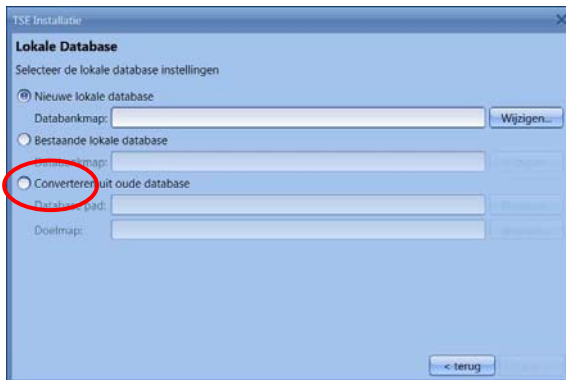 TSE Installatie
Lokale Database
Selecteer de lokale database instellingen
Nieuwe lokale database
Databankmap: Wijzigen...
Bestaande lokale database
Databankmap:
Converteren uit oude database
Database pad:
Doelmap:
< terug